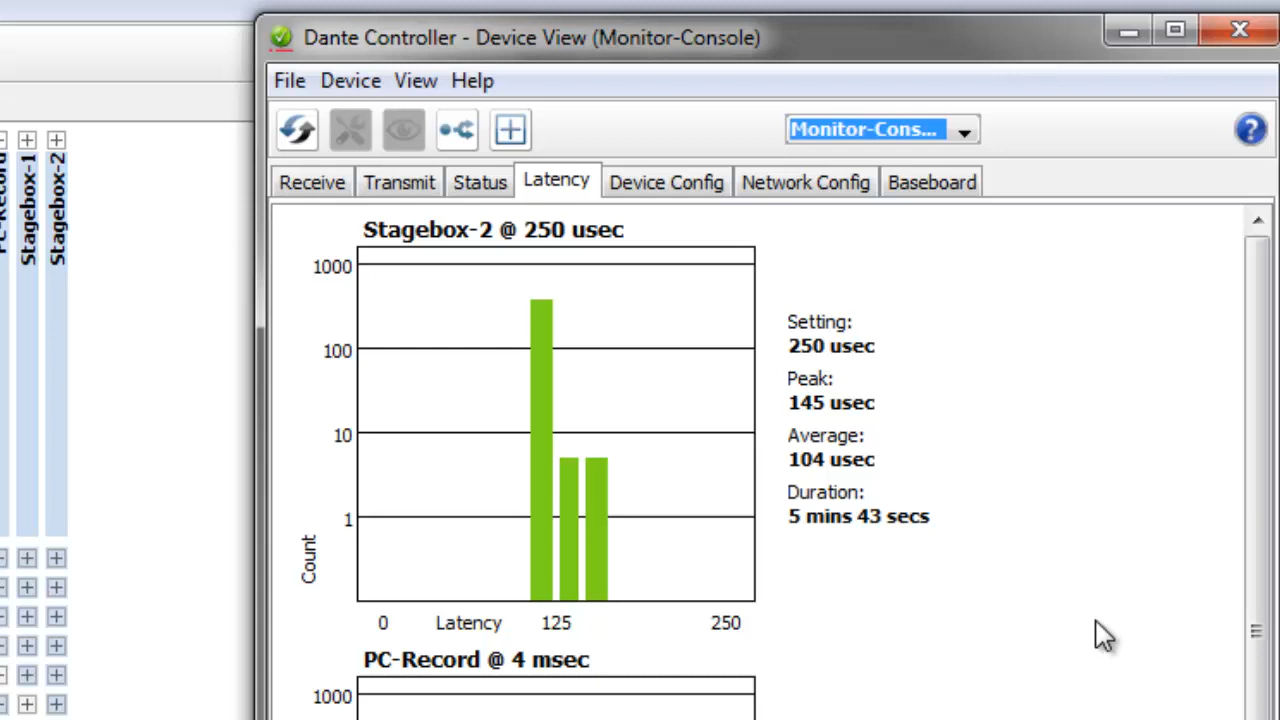 Dante Controller - Device View (Monitor-Console)
File Device View Help
Monitor-Cons...
Receive Transmit Status Latency Device Config Network Config Baseboard
PC-Record
Stagebox-1
Stagebox-2
Stagebox-2 @ 250 usec
1000
100
10
1
Count
0 Latency 125 250
Setting:
250 usec
Peak:
145 usec
Average:
104 usec
Duration:
5 mins 43 secs
PC-Record @ 4 msec
1000